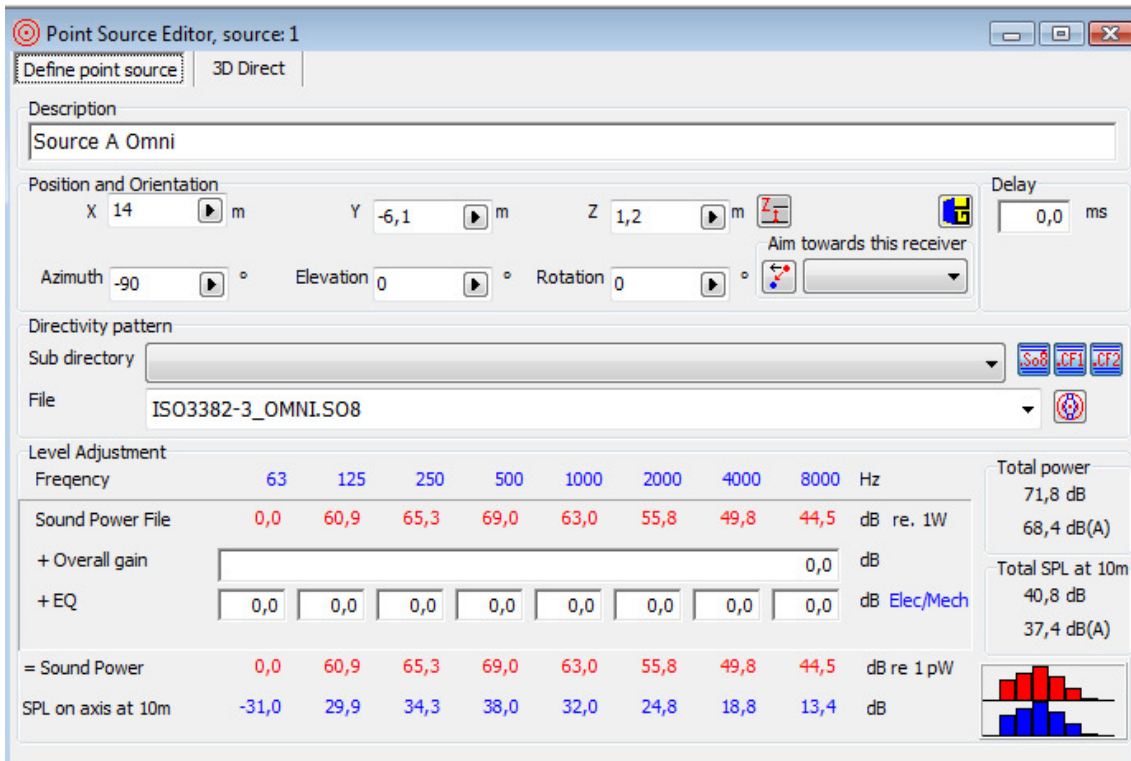 Point Source Editor, source: 1
Define point source 3D Direct
Description
Source A Omni
Position and Orientation Delay
X 14 m Y -6,1 m Z 1,2 m Z 0,0 ms
Aim towards this receiver
Azimuth -90 ° Elevation 0 ° Rotation 0 °
Directivity pattern
Sub directory .So8 .CF1 .CF2
File ISO3382-3_OMNI.SO8
Level Adjustment
Freqency 63 125 250 500 1000 2000 4000 8000 Hz
Total power
71,8 dB
68,4 dB(A)
Sound Power File 0,0 60,9 65,3 69,0 63,0 55,8 49,8 44,5 dB re. 1W
+ Overall gain 0,0 dB
+ EQ 0,0 0,0 0,0 0,0 0,0 0,0 0,0 0,0 dB Elec/Mech
Total SPL at 10m
40,8 dB
37,4 dB(A)
= Sound Power 0,0 60,9 65,3 69,0 63,0 55,8 49,8 44,5 dB re 1 pW
SPL on axis at 10m -31,0 29,9 34,3 38,0 32,0 24,8 18,8 13,4 dB